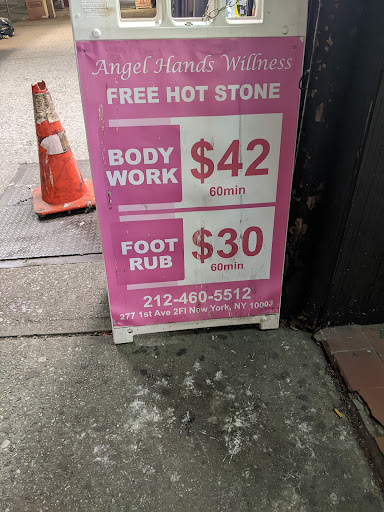 Angel Hands Willness
FREE HOT STONE
BODY
WORK
$42
60min
FOOT
RUB
$30
60min
212-460-5512
277 1st Ave 2Fl New York, NY 10003